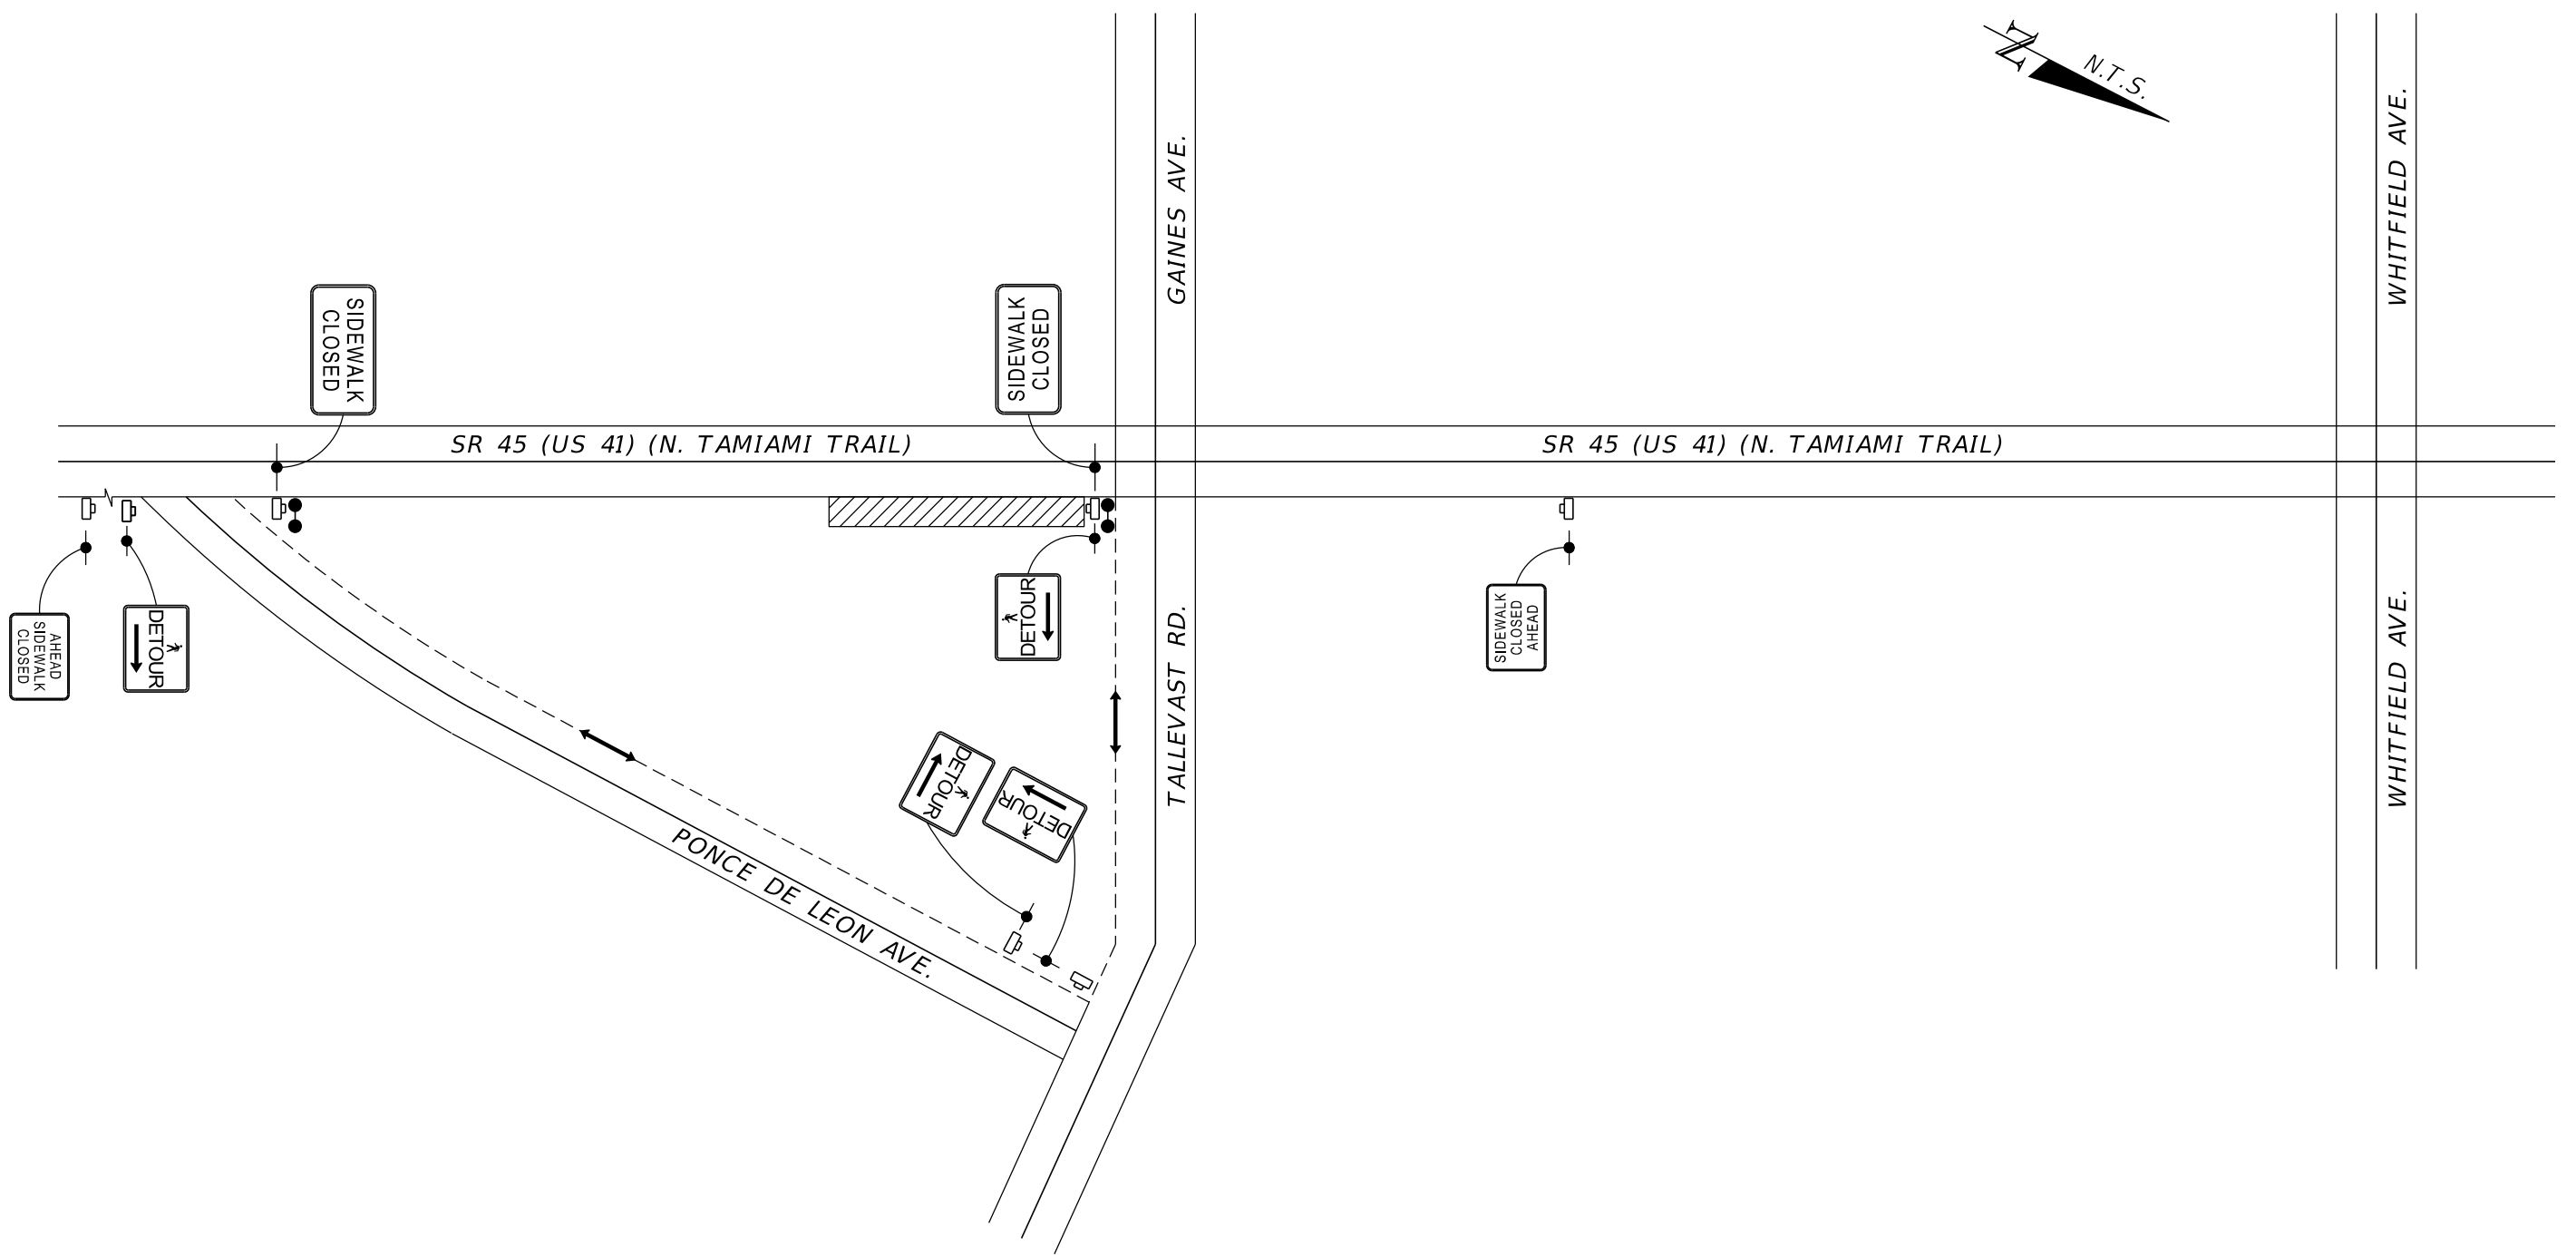 N
N.T.S.
GAINES AVE.
WHITFIELD AVE.
SIDEWALK
CLOSED
SIDEWALK
CLOSED
SR 45 (US 41) (N. TAMIAMI TRAIL)
SR 45 (US 41) (N. TAMIAMI TRAIL)
AHEAD
SIDEWALK
CLOSED
DETOUR
DETOUR
SIDEWALK
CLOSED
AHEAD
TALLEVAST RD.
WHITFIELD AVE.
DETOUR
DETOUR
PONCE DE LEON AVE.